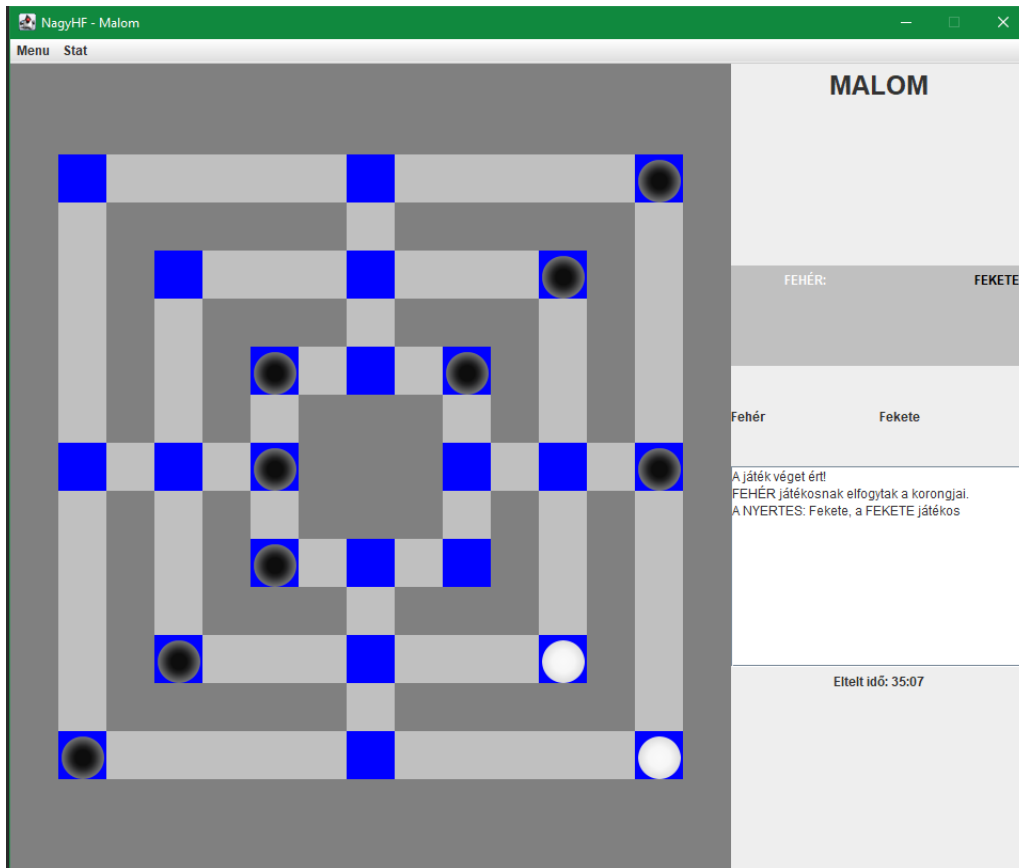 NagyHF - Malom
Menu Stat
MALOM
FEHÉR: FEKETE
Fehér Fekete
A játék véget ért!
FEHÉR játékosnak elfogytak a korongjai.
A NYERTES: Fekete, a FEKETE játékos
Eltelt idő: 35:07